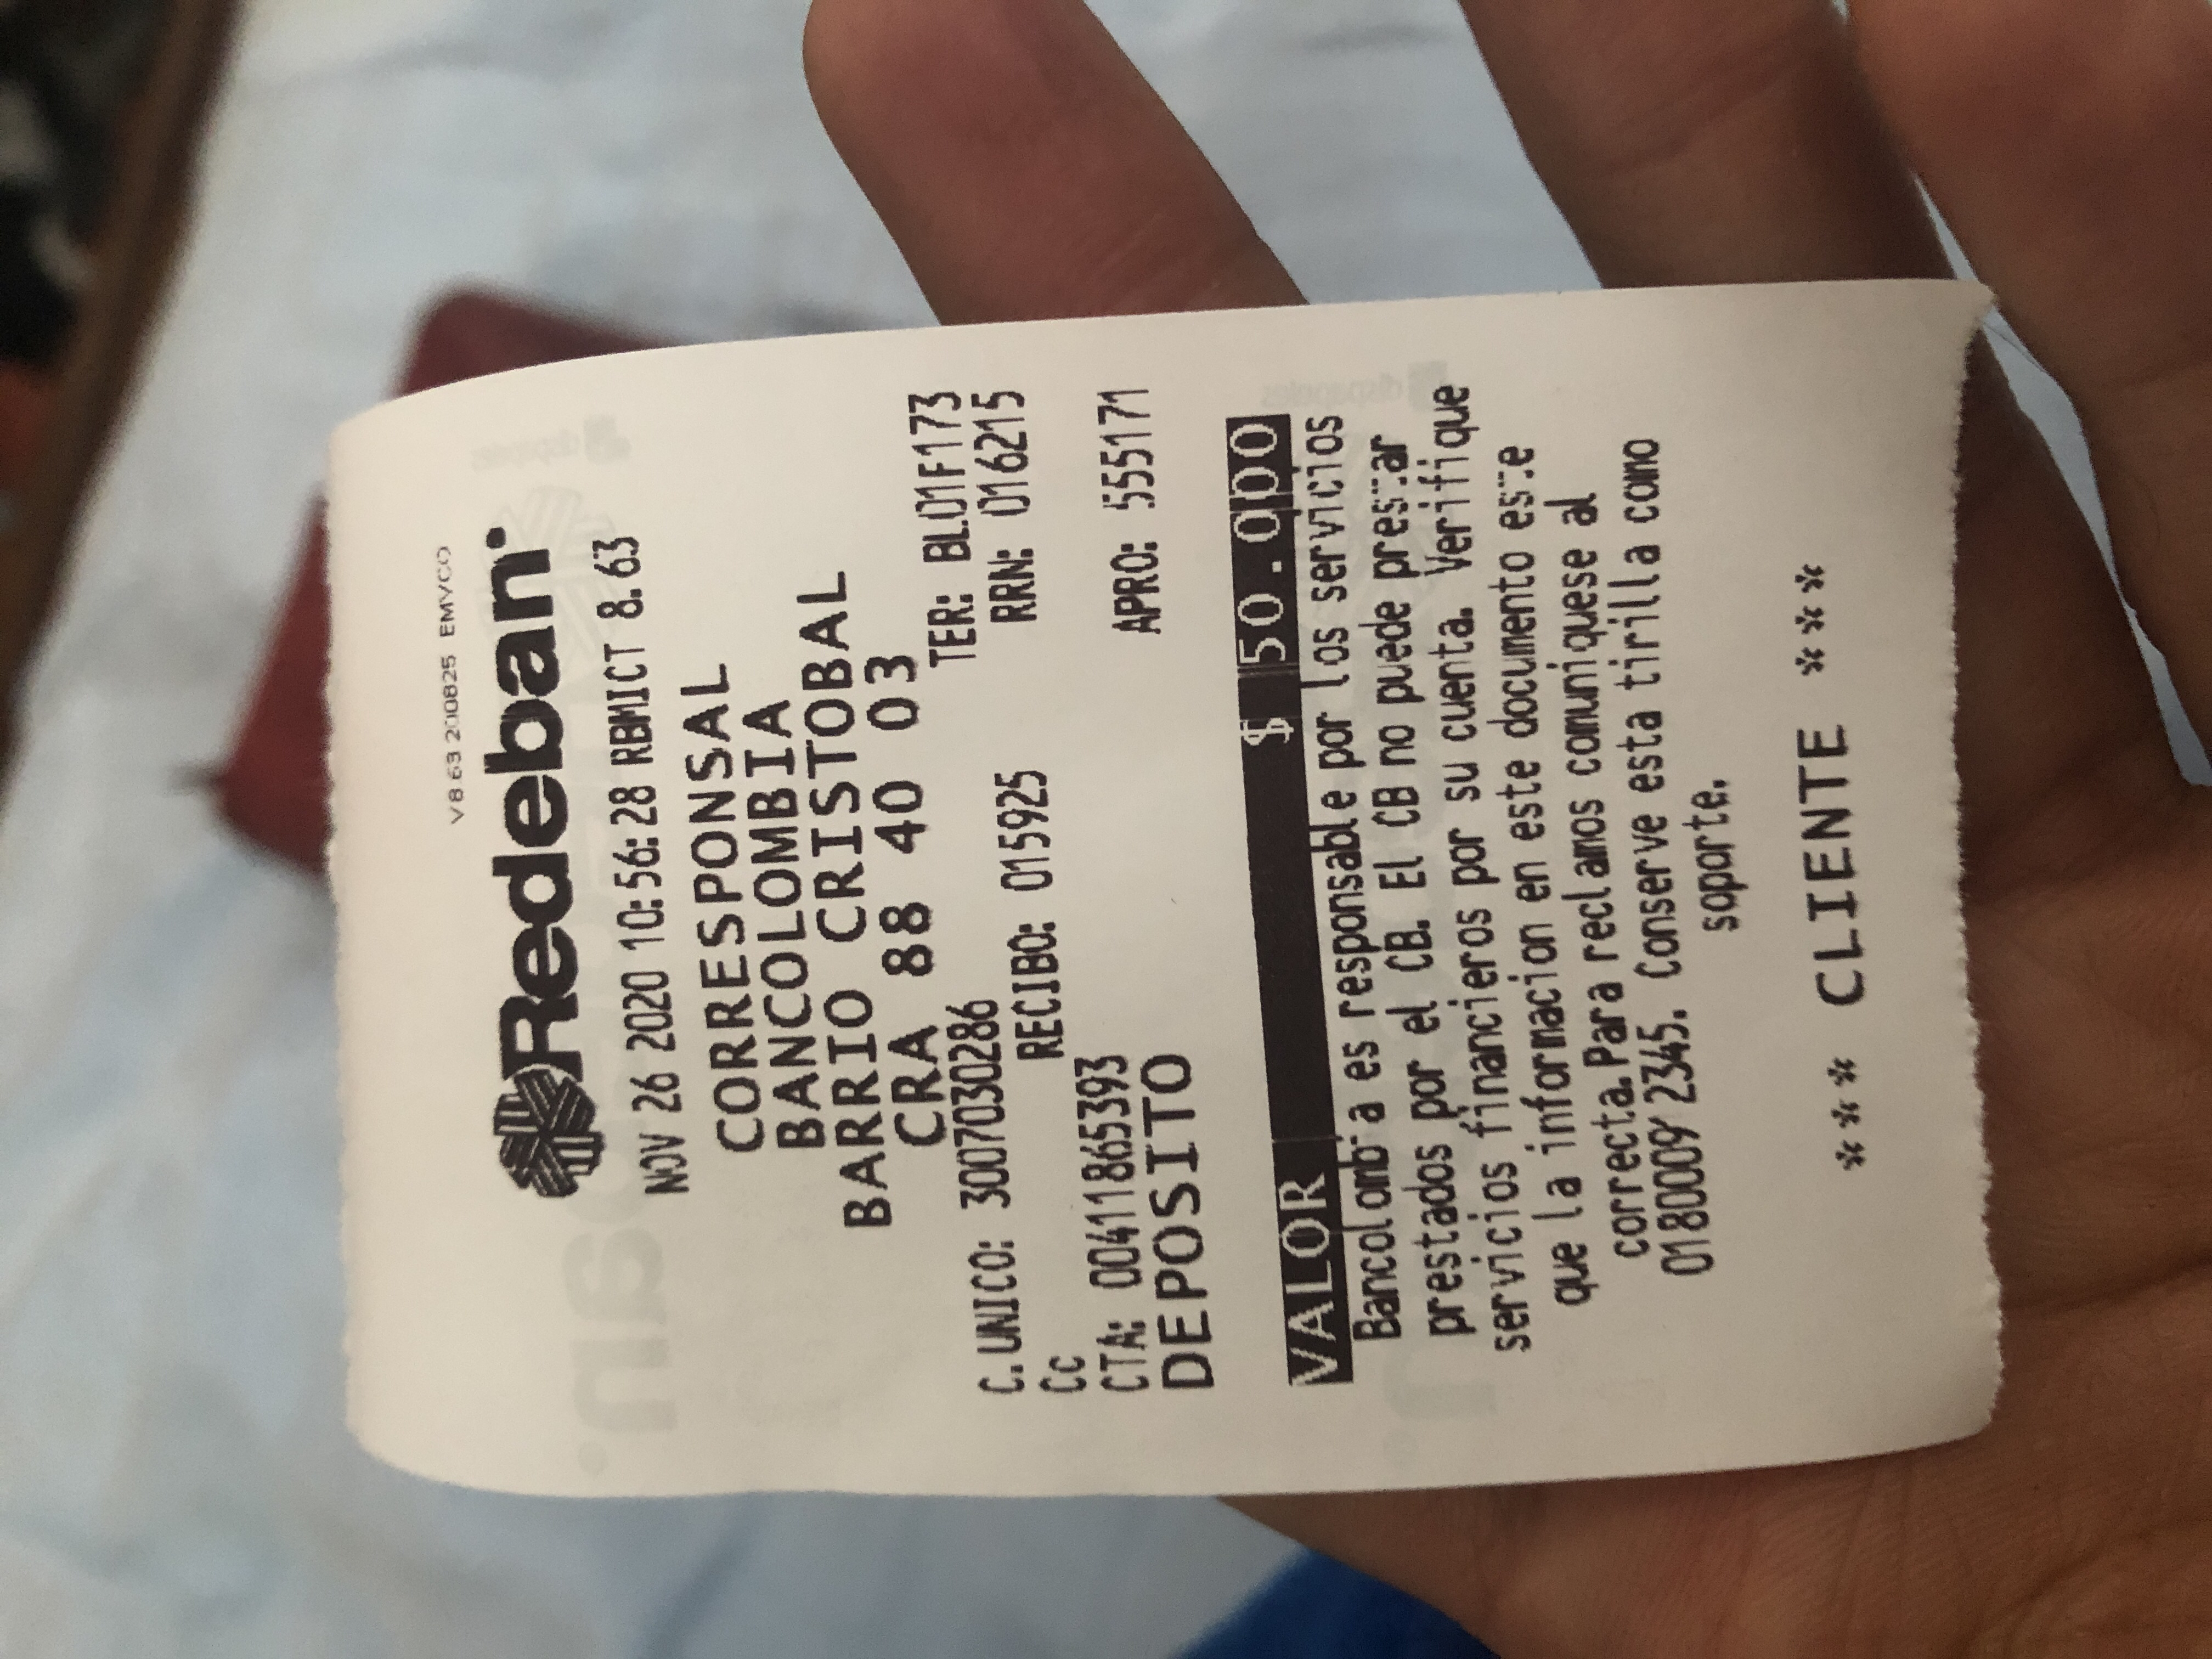 V8.63 200825 EMVCO
Redeban
NOV 26 2020 10:56:28 RBMICT 8.63
CORRESPONSAL
BANCOLOMBIA
BARRIO CRISTOBAL
CRA 88 40 03
C.UNICO: 3007030286 TER: BL01F173
Cc RECIBO: 015925 RRN: 016215
CTA: 00411865393
DEPOSITO APRO: 555171
VALOR $ 50.000
Bancolombia es responsable por los servicios
prestados por el CB. El CB no puede prestar
servicios financieros por su cuenta. Verifique
que la informacion en este documento este
correcta.Para reclamos comuniquese al
018000912345. Conserve esta tirilla como
soporte.
*** CLIENTE ***